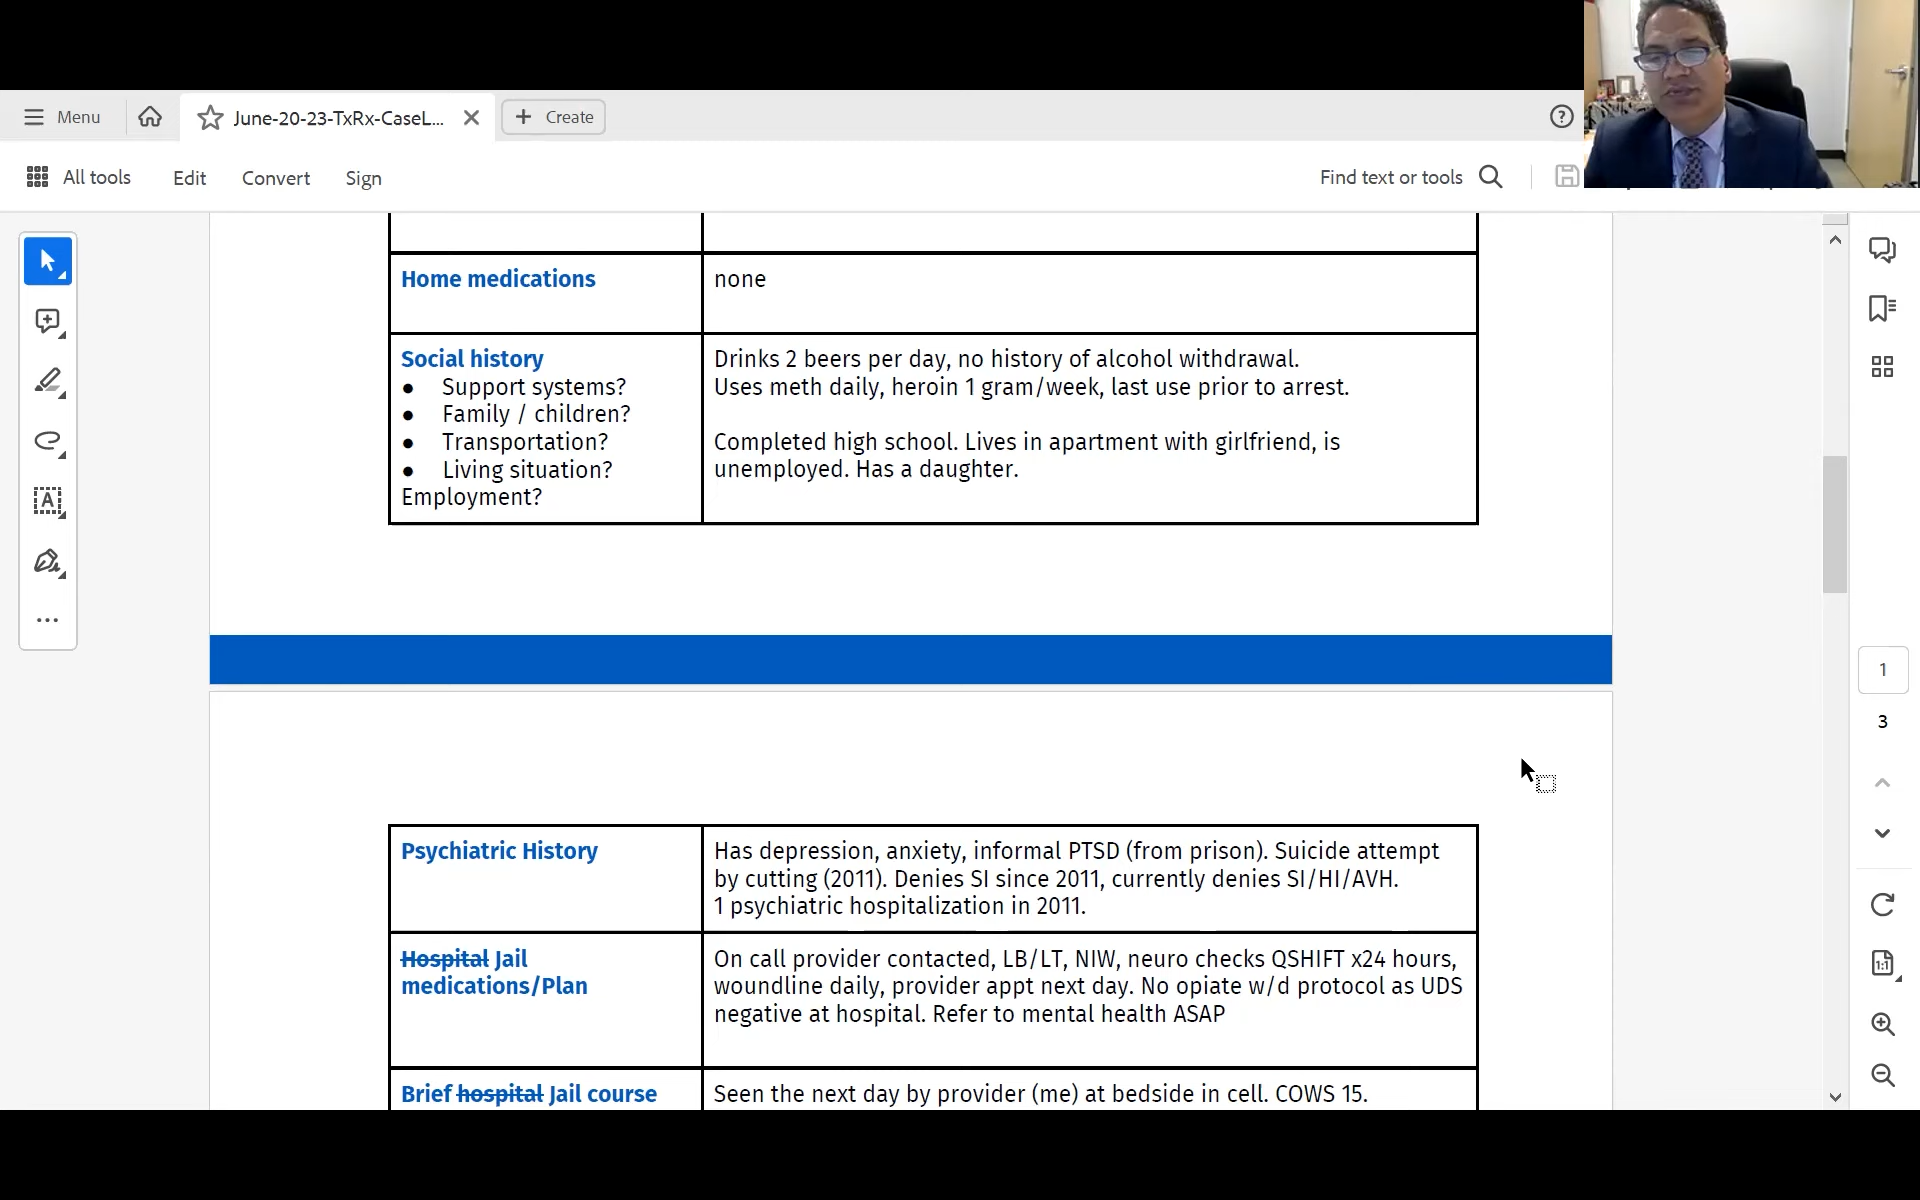 Menu
June-20-23-TxRx-CaseL...
Create
All tools
Edit
Convert
Sign
Find text or tools
Home medications
none
Social history
● Support systems?
● Family / children?
● Transportation?
● Living situation?
Employment?
Drinks 2 beers per day, no history of alcohol withdrawal.
Uses meth daily, heroin 1 gram/week, last use prior to arrest.
Completed high school. Lives in apartment with girlfriend, is
unemployed. Has a daughter.
1
3
Psychiatric History
Has depression, anxiety, informal PTSD (from prison). Suicide attempt
by cutting (2011). Denies SI since 2011, currently denies SI/HI/AVH.
1 psychiatric hospitalization in 2011.
Hospital Jail
medications/Plan
On call provider contacted, LB/LT, NIW, neuro checks QSHIFT x24 hours,
woundline daily, provider appt next day. No opiate w/d protocol as UDS
negative at hospital. Refer to mental health ASAP
Brief hospital Jail course
Seen the next day by provider (me) at bedside in cell. COWS 15.